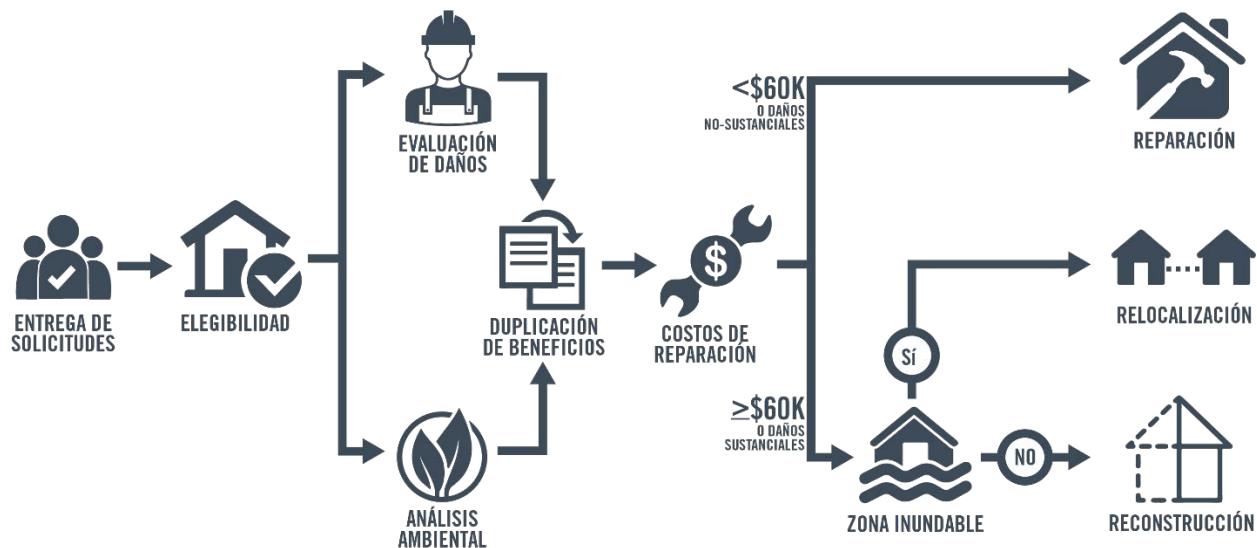 ENTREGA DE
SOLICITUDES
ELEGIBILIDAD
EVALUACIÓN
DE DAÑOS
ANÁLISIS
AMBIENTAL
DUPLICACIÓN
DE BENEFICIOS
$
COSTOS DE
REPARACIÓN
<$60K
O DAÑOS
NO-SUSTANCIALES
REPARACIÓN
≥$60K
O DAÑOS
SUSTANCIALES
ZONA INUNDABLE
Sí
RELOCALIZACIÓN
NO
RECONSTRUCCIÓN